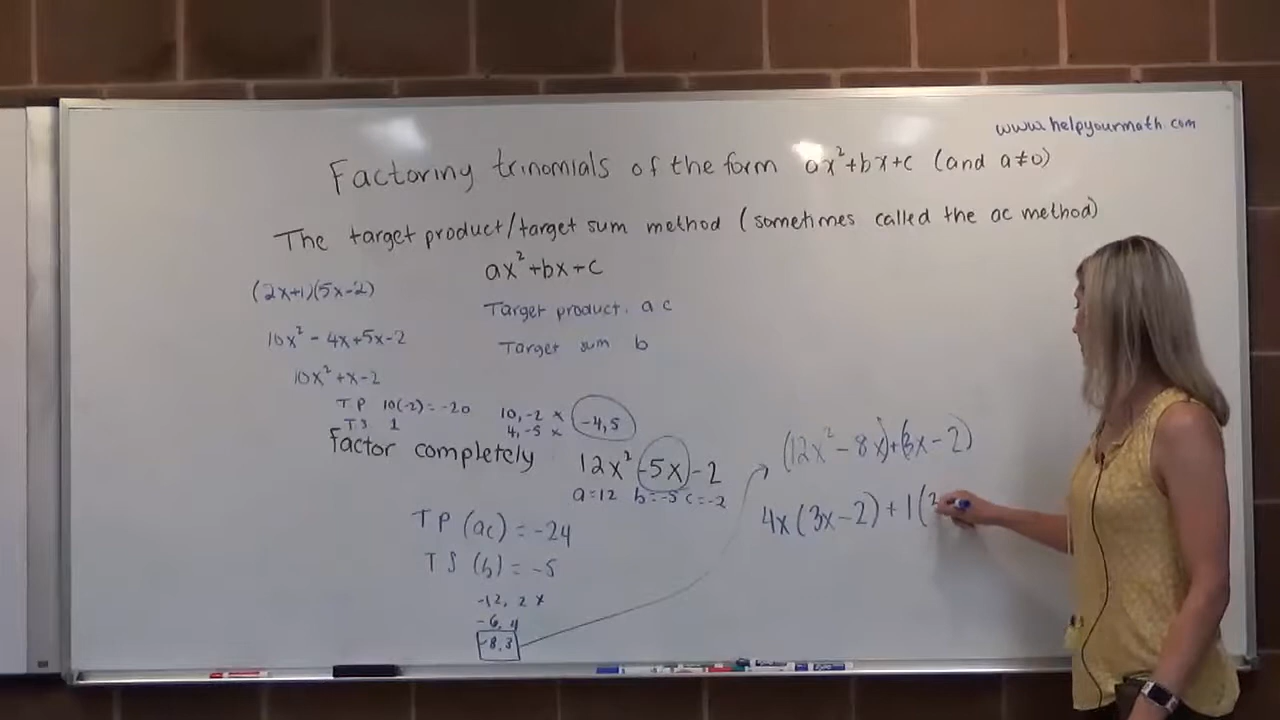 www.helpyourmath.com
Factoring trinomials of the form ax²+bx+c (and a≠0)
The target product/target sum method (sometimes called the ac method)
ax²+bx+c
(2x+1)(5x-2)
Target product. a c
10x² - 4x+5x-2
Target sum b
10x²+x-2
TP 10(-2)=-20
TS 1
10,-2 x
4,-5 x
-4,5
factor completely 12x²-5x-2
a=12 b=-5 c=-2
TP (ac) = -24
TS (b) = -5
-12, 2 x
-6, 4
-8,3
(12x²-8x)+(3x-2)
4x(3x-2)+1(